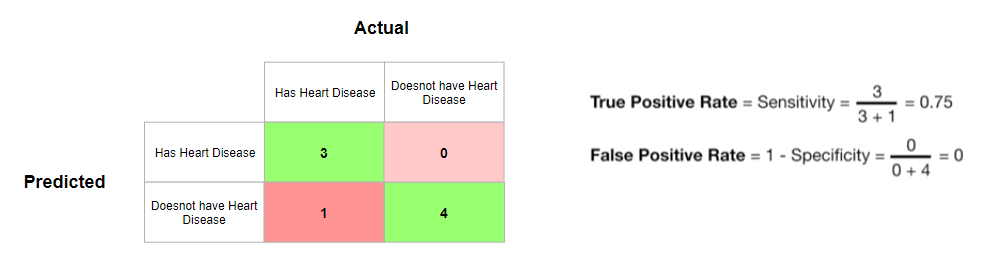 Actual
Has Heart Disease
Doesnot have Heart
Disease
Has Heart Disease
3
0
Predicted
Doesnot have Heart
Disease
1
4
True Positive Rate = Sensitivity = 3 / 3 + 1 = 0.75
False Positive Rate = 1 - Specificity = 0 / 0 + 4 = 0